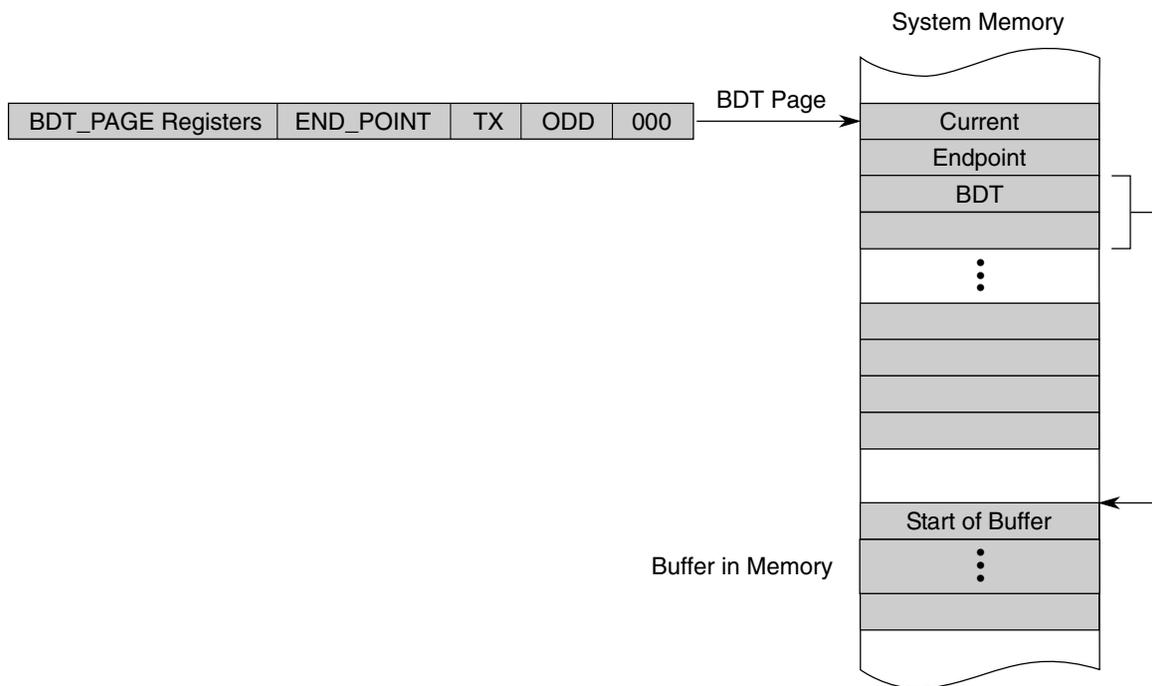 System Memory
BDT_PAGE Registers END_POINT TX ODD 000
BDT Page
Current
Endpoint
BDT
Start of Buffer
Buffer in Memory